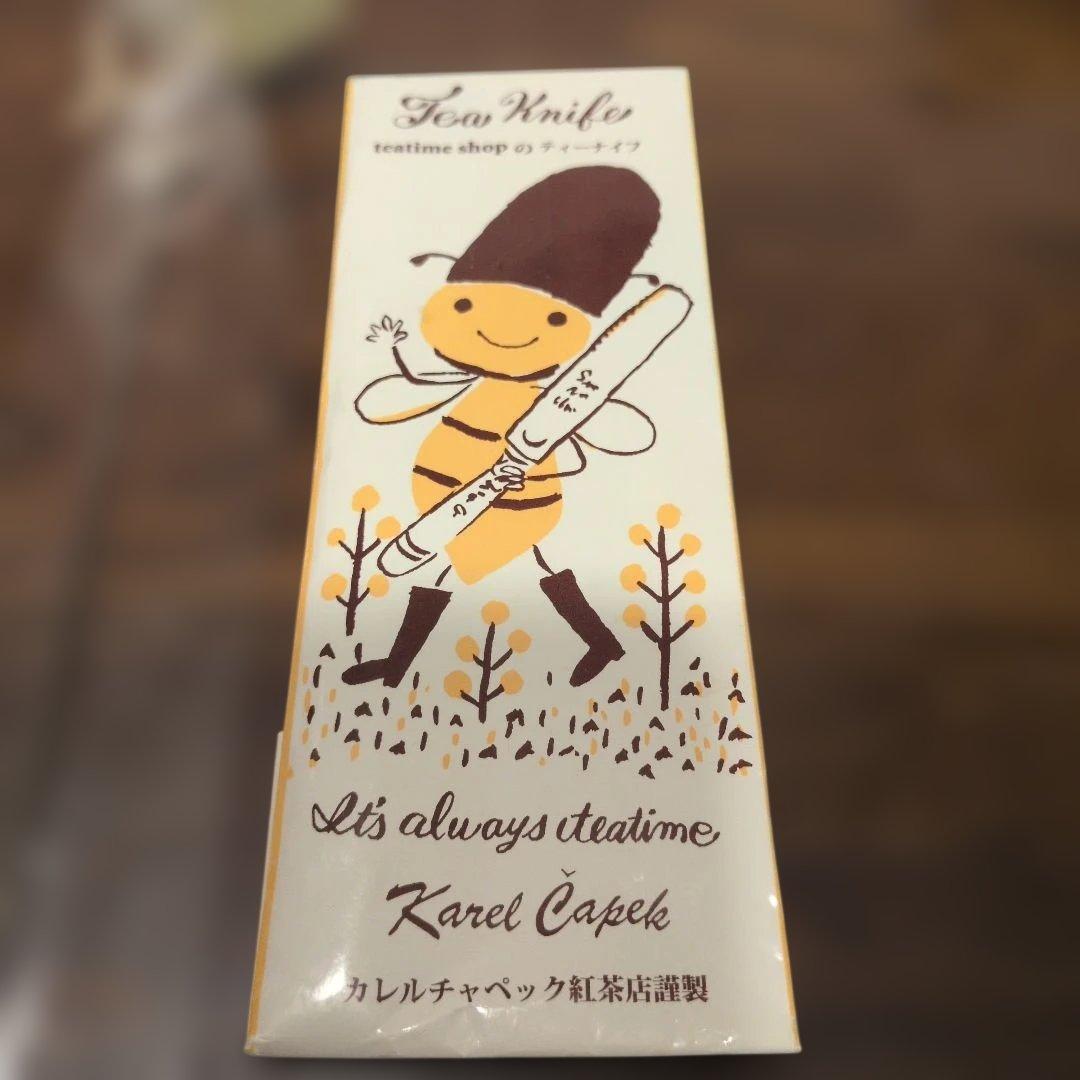 Tea Knife
teatime shop の ティーナイフ
It's always teatime
Karel Čapek
カレルチャペック紅茶店謹製